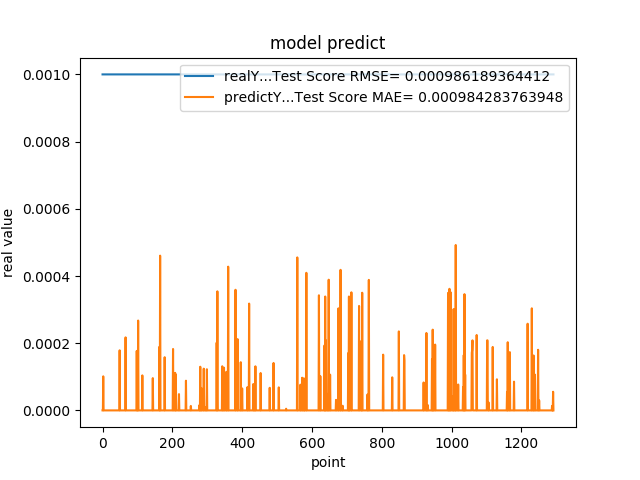 model predict
realY...Test Score RMSE= 0.000986189364412
predictY...Test Score MAE= 0.000984283763948
0.0010
0.0008
0.0006
0.0004
0.0002
0.0000
real value
0 200 400 600 800 1000 1200
point